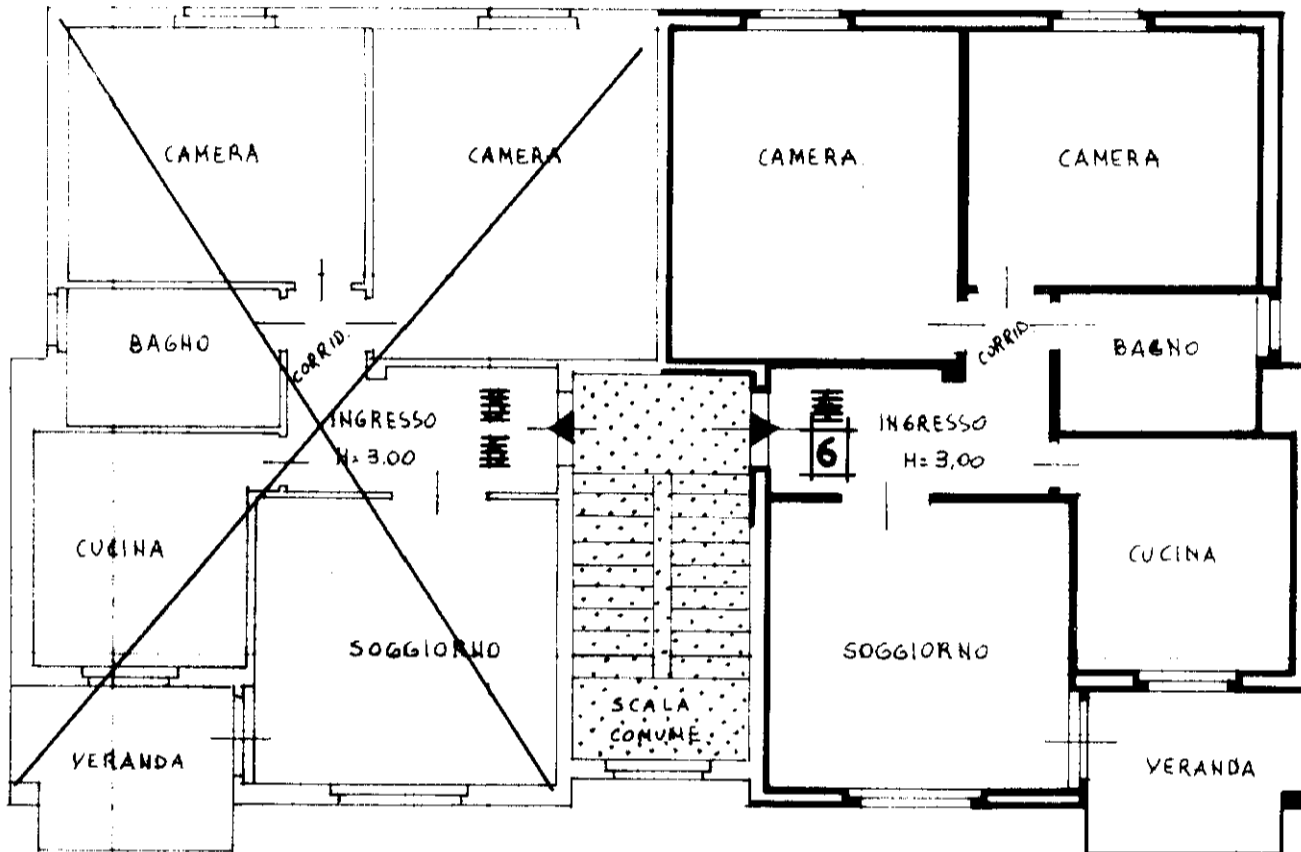 CAMERA
CAMERA
CAMERA
CAMERA
BAGNO
CORRID.
CORRID.
BAGNO
INGRESSO
H= 3.00
6
INGRESSO
H= 3,00
CUCINA
CUCINA
SOGGIORNO
SOGGIORNO
SCALA
COMUNE
VERANDA
VERANDA